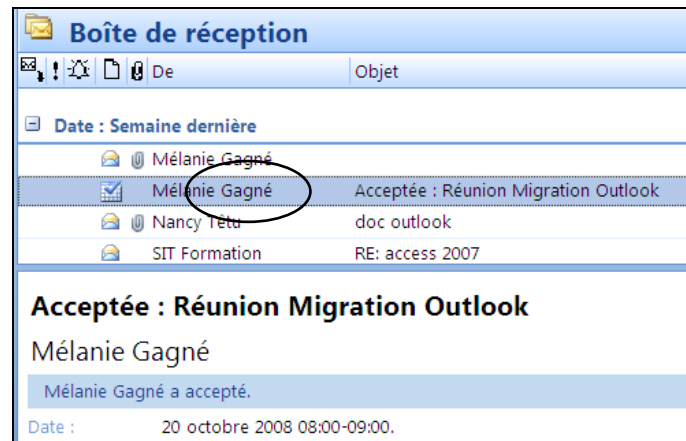 Boîte de réception
! De Objet
Date : Semaine dernière
Mélanie Gagné
Mélanie Gagné Acceptée : Réunion Migration Outlook
Nancy Têtu doc outlook
SIT Formation RE: access 2007
Acceptée : Réunion Migration Outlook
Mélanie Gagné
Mélanie Gagné a accepté.
Date : 20 octobre 2008 08:00-09:00.